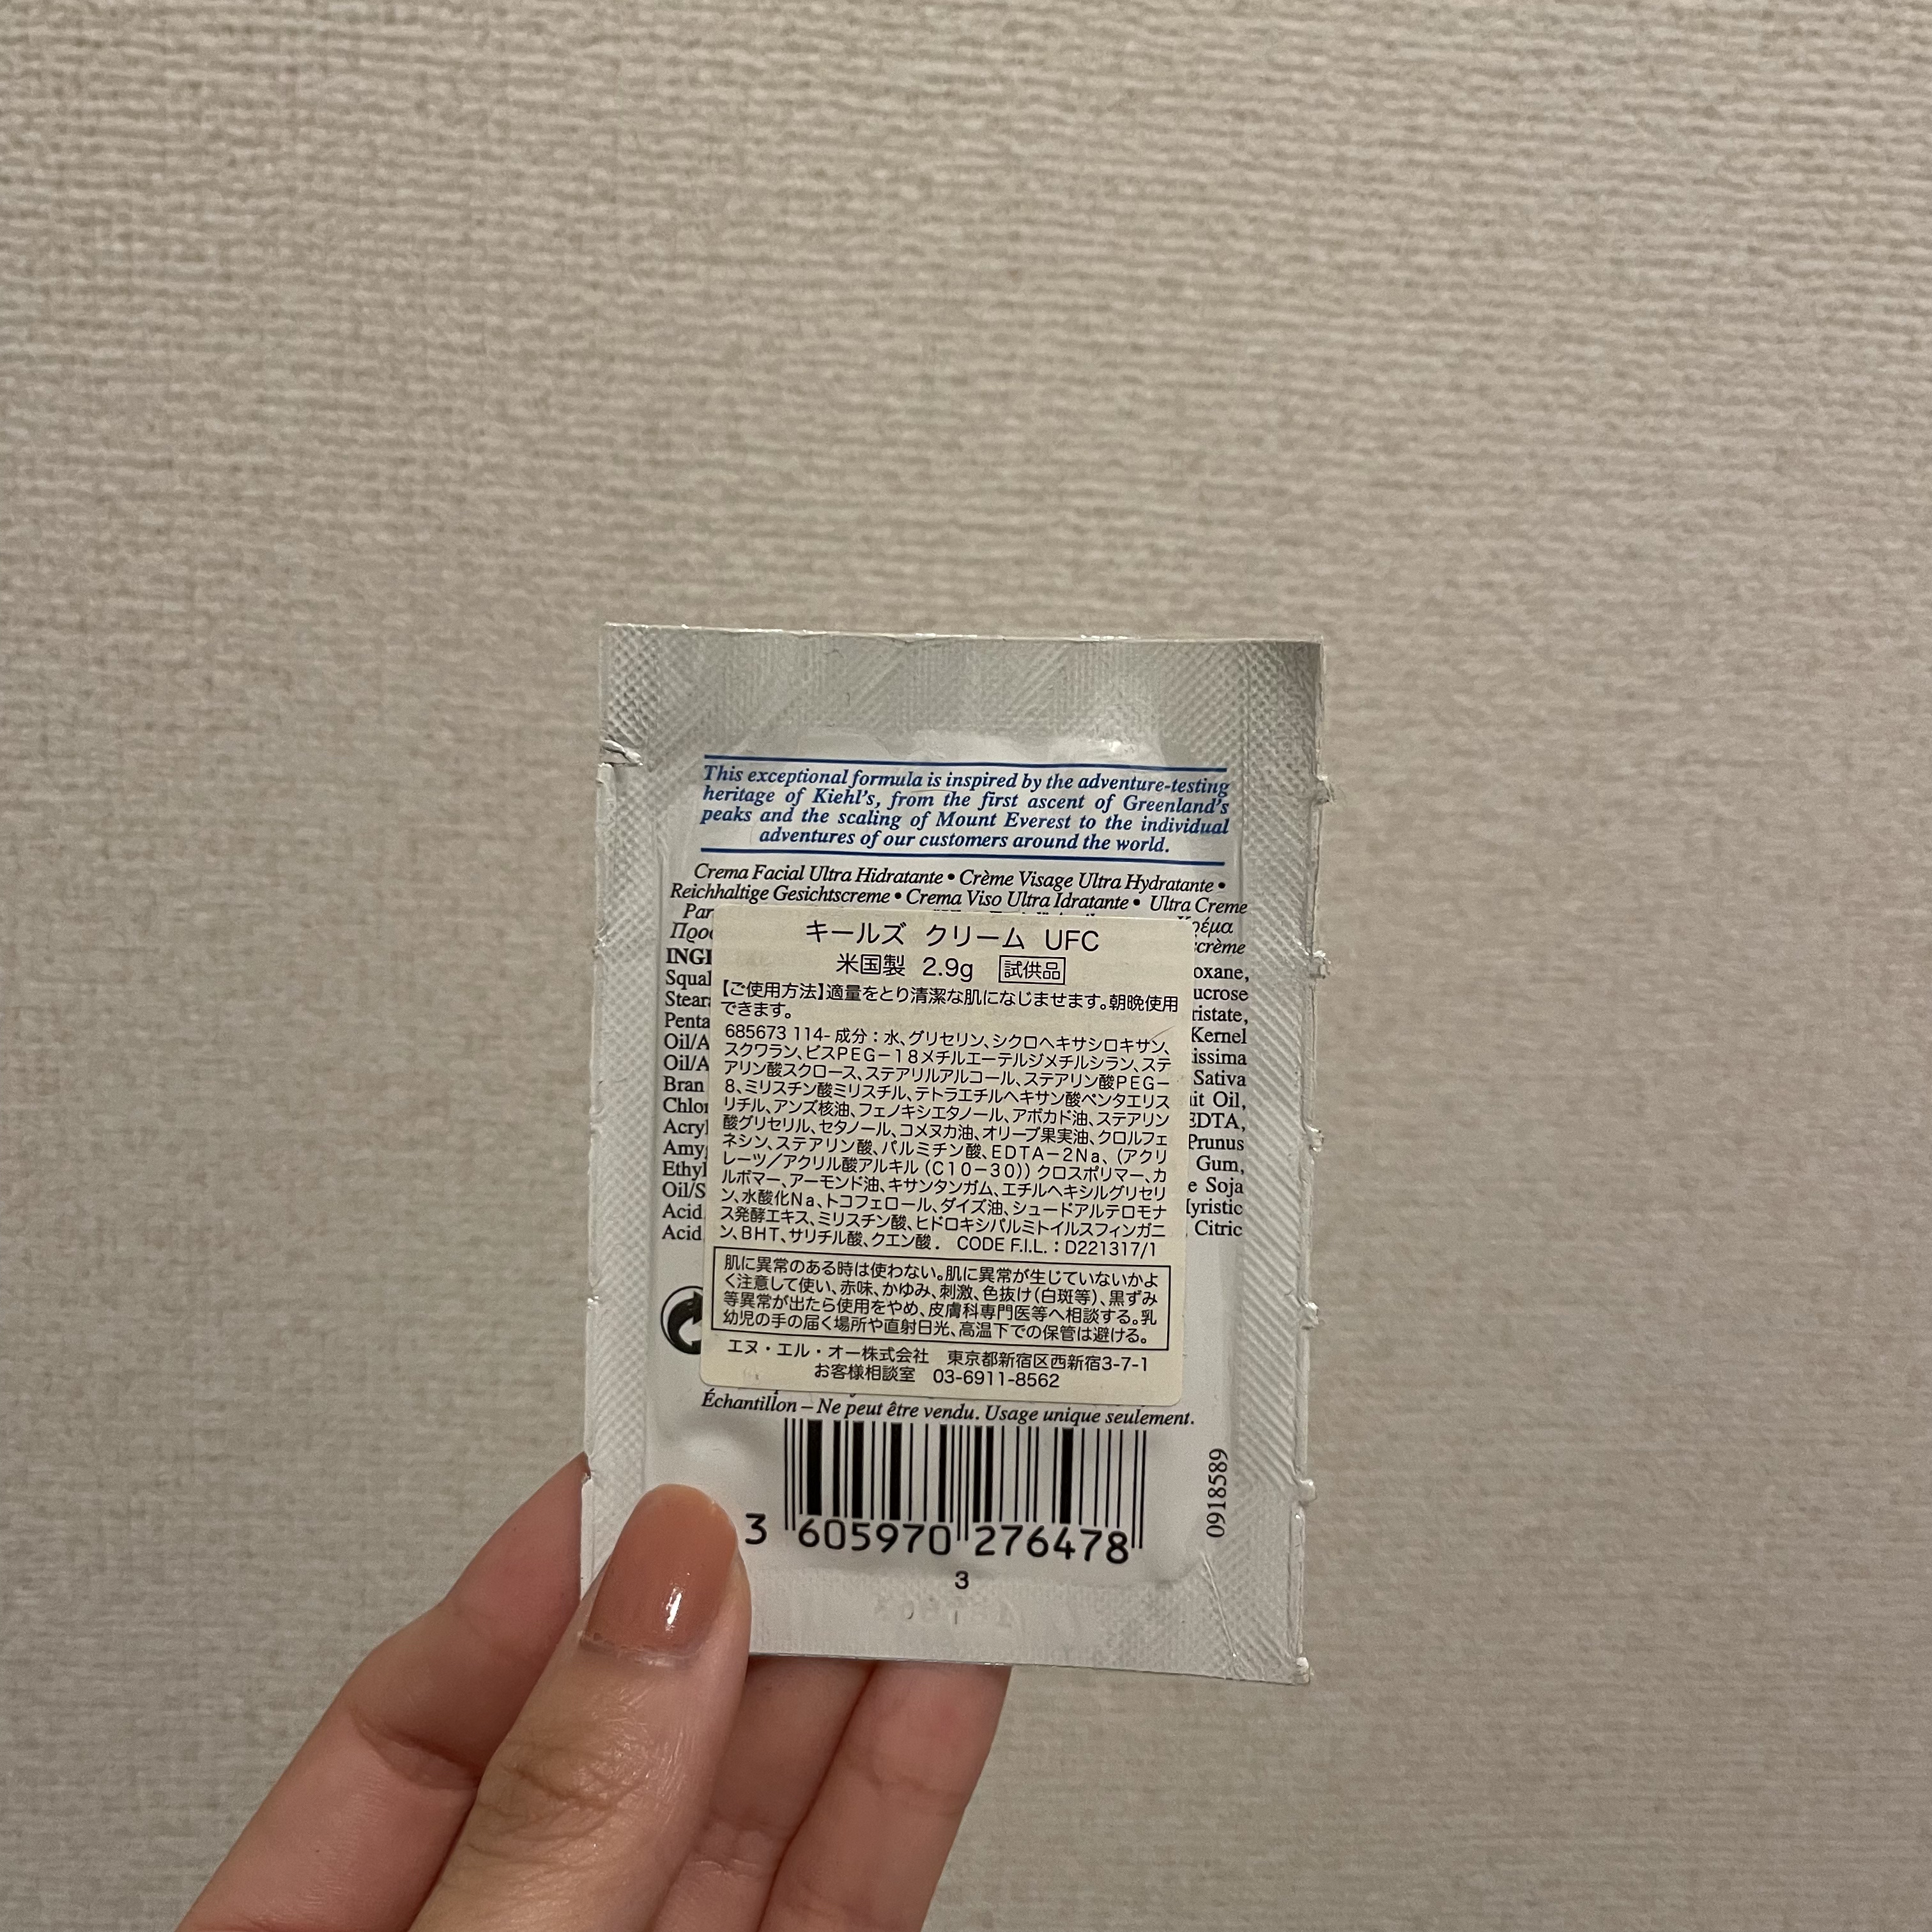 This exceptional formula is inspired by the adventure-testing
heritage of Kiehl's, from the first ascent of Greenland's
peaks and the scaling of Mount Everest to the individual
adventures of our customers around the world.
Crema Facial Ultra Hidratante • Crème Visage Ultra Hydratante •
Reichhaltige Gesichtscreme • Crema Viso Ultra Idratante • Ultra Creme
キールズ クリーム UFC
米国製 2.9g 試供品
【ご使用方法】適量をとり清潔な肌になじませます。朝晩使用
できます。
685673 114- 成分：水、グリセリン、シクロヘキサシロキサン、
スクワラン、ビスPEG－18メチルエーテルジメチルシラン、ステ
アリン酸スクロース、ステアリルアルコール、ステアリン酸PEG－
8、ミリスチン酸ミリスチル、テトラエチルヘキサン酸ペンタエリス
リチル、アンズ核油、フェノキシエタノール、アボカド油、ステアリン
酸グリセリル、セタノール、コメヌカ油、オリーブ果実油、クロルフェ
ネシン、ステアリン酸、パルミチン酸、EDTA－2Na、（アクリ
レーツ／アクリル酸アルキル（C10－30））クロスポリマー、カ
ルボマー、アーモンド油、キサンタンガム、エチルヘキシルグリセリ
ン、水酸化Na、トコフェロール、ダイズ油、シュードアルテロモナ
ス発酵エキス、ミリスチン酸、ヒドロキシパルミトイルスフィンガニ
ン、BHT、サリチル酸、クエン酸． CODE F.I.L.：D221317/1
肌に異常のある時は使わない。肌に異常が生じていないかよ
く注意して使い、赤味、かゆみ、刺激、色抜け（白斑等）、黒ずみ
等異常が出たら使用をやめ、皮膚科専門医等へ相談する。乳
幼児の手の届く場所や直射日光、高温下での保管は避ける。
エヌ・エル・オー株式会社 東京都新宿区西新宿3-7-1
お客様相談室 03-6911-8562
crème
Squal
ucrose
Penta
Kernel
Oil/A
Oil/A
Sativa
Bran
Oil,
EDTA,
Prunus
Gum,
Soja
Oil/S
Acid
Citric
Acid
Échantillon – Ne peut être vendu. Usage unique seulement.
0918589
3 605970 276478
3